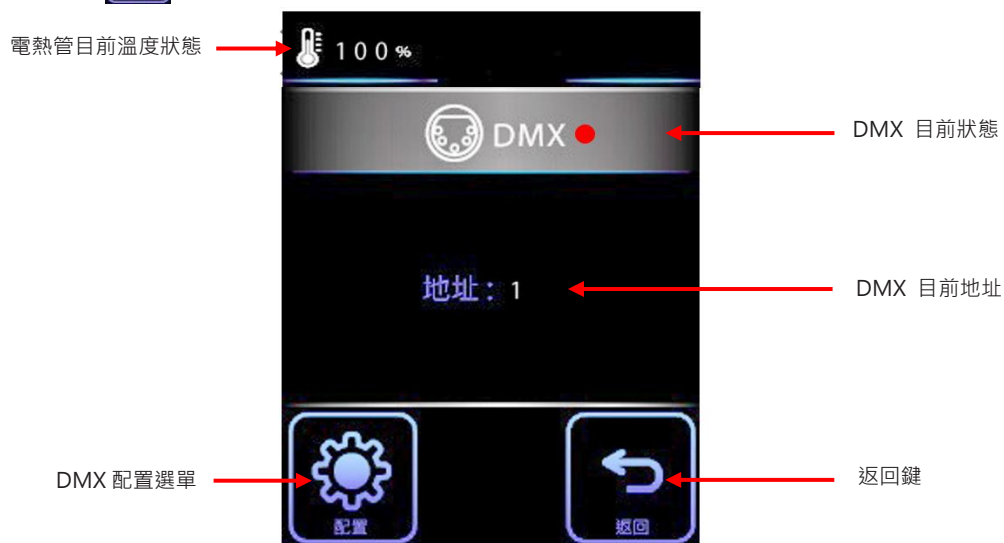 電熱管目前溫度狀態
100%
DMX
DMX 目前狀態
地址：1
DMX 目前地址
DMX 配置選單
配置
返回
返回鍵